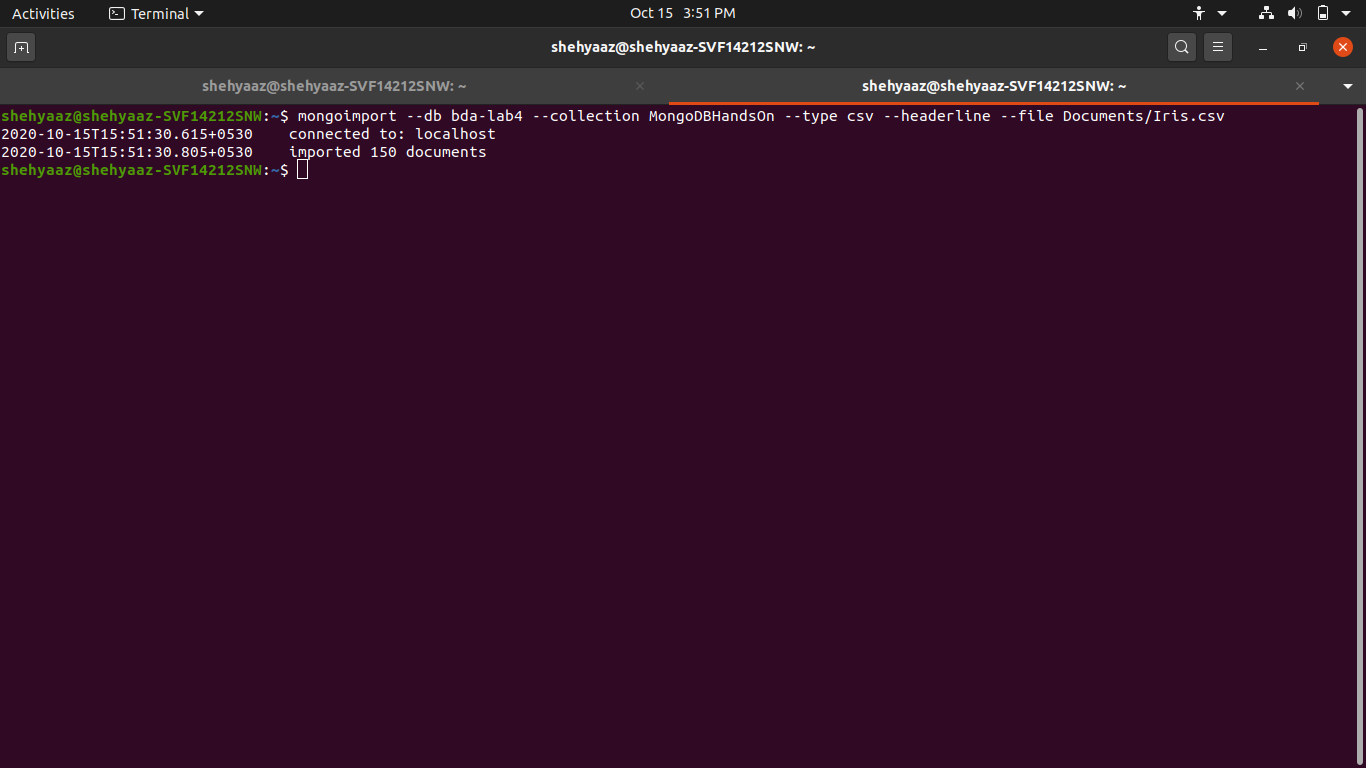 Activities Terminal Oct 15 3:51 PM
shehyaaz@shehyaaz-SVF14212SNW: ~
shehyaaz@shehyaaz-SVF14212SNW: ~ shehyaaz@shehyaaz-SVF14212SNW: ~
shehyaaz@shehyaaz-SVF14212SNW:~$ mongoimport --db bda-lab4 --collection MongoDBHandsOn --type csv --headerline --file Documents/Iris.csv
2020-10-15T15:51:30.615+0530 connected to: localhost
2020-10-15T15:51:30.805+0530 imported 150 documents
shehyaaz@shehyaaz-SVF14212SNW:~$